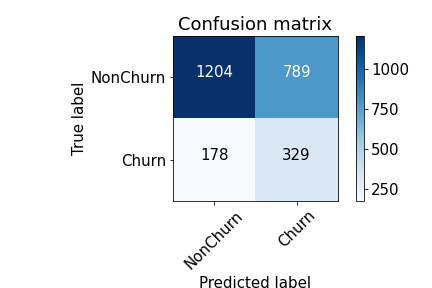 Confusion matrix
True label
NonChurn
1204
789
Churn
178
329
NonChurn
Churn
Predicted label
1000
750
500
250